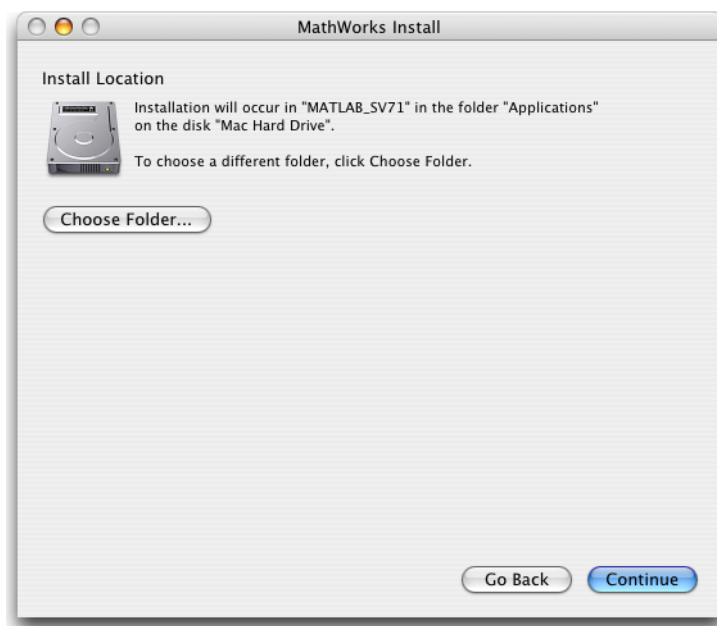 MathWorks Install
Install Location
Installation will occur in "MATLAB_SV71" in the folder "Applications"
on the disk "Mac Hard Drive".
To choose a different folder, click Choose Folder.
Choose Folder...
Go Back
Continue